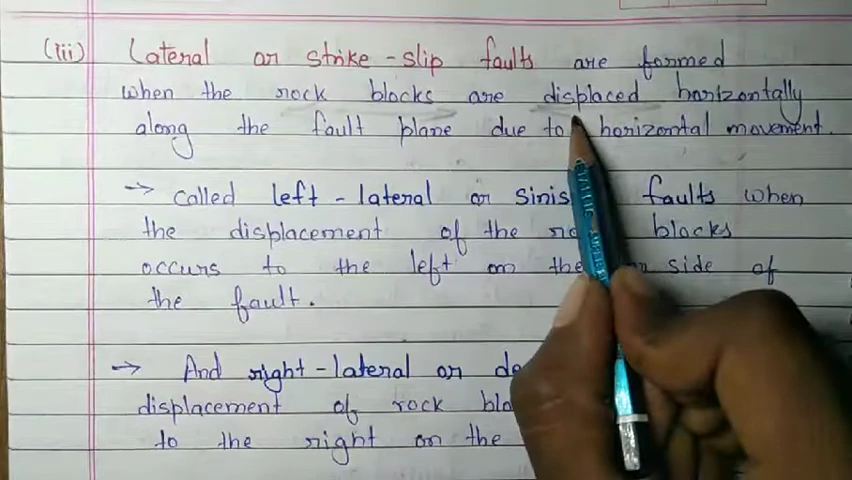 (iii) Lateral or strike-slip faults are formed
when the rock blocks are displaced horizontally
along the fault plane due to horizontal movement.
→ called left-lateral or sinis faults when
the displacement of the blocks
occurs to the left on the side of
the fault.
→ And right-lateral or
displacement of rock
to the right on the